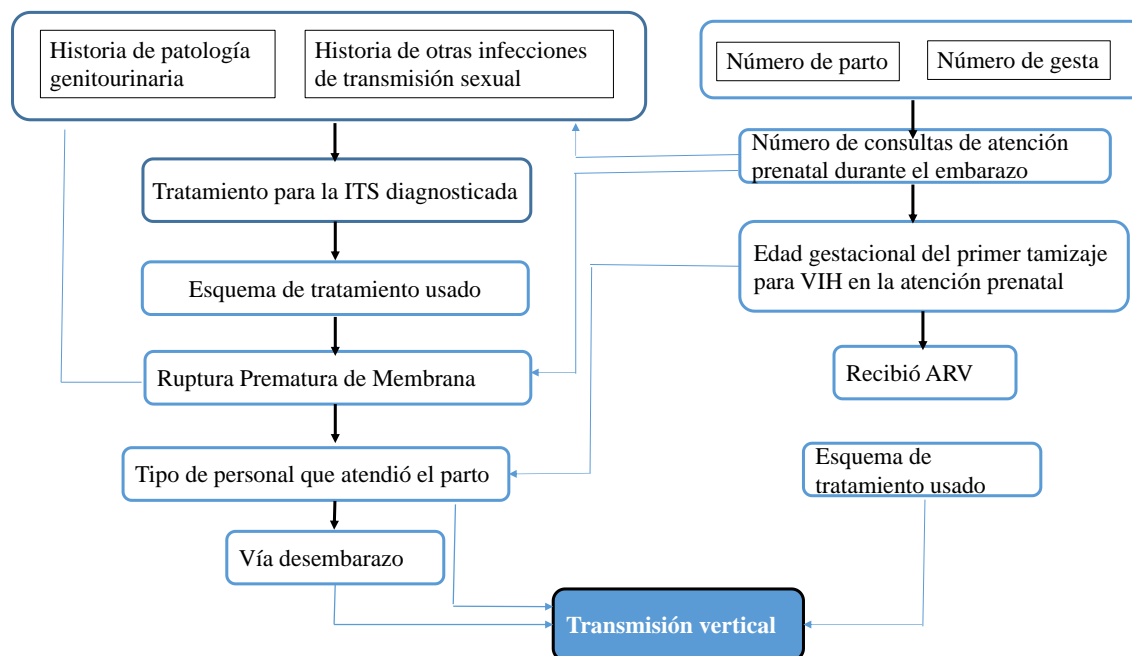 Historia de patología
genitourinaria
Historia de otras infecciones
de transmisión sexual
Número de parto
Número de gesta
Número de consultas de atención
prenatal durante el embarazo
Tratamiento para la ITS diagnosticada
Edad gestacional del primer tamizaje
para VIH en la atención prenatal
Esquema de tratamiento usado
Ruptura Prematura de Membrana
Recibió ARV
Tipo de personal que atendió el parto
Esquema de
tratamiento usado
Vía desembarazo
Transmisión vertical